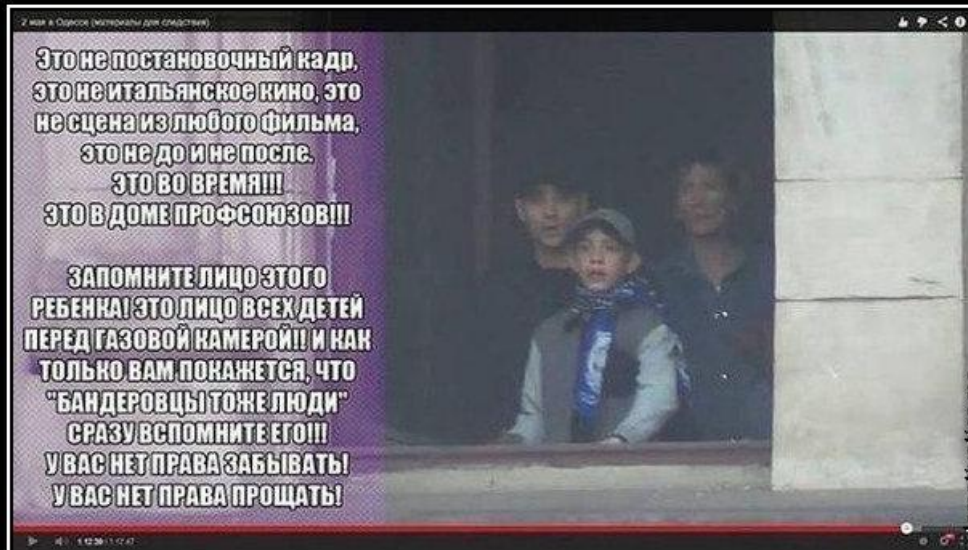 2 мая в Одессе (материалы для следствия)
Это не постановочный кадр,
это не итальянское кино, это
не сцена из любого фильма,
это не до и не после.
ЭТО ВО ВРЕМЯ!!!
ЭТО В ДОМЕ ПРОФСОЮЗОВ!!!
ЗАПОМНИТЕ ЛИЦО ЭТОГО
РЕБЕНКА! ЭТО ЛИЦО ВСЕХ ДЕТЕЙ
ПЕРЕД ГАЗОВОЙ КАМЕРОЙ!! И КАК
ТОЛЬКО ВАМ ПОКАЖЕТСЯ, ЧТО
"БАНДЕРОВЦЫ ТОЖЕ ЛЮДИ"
СРАЗУ ВСПОМНИТЕ ЕГО!!!
У ВАС НЕТ ПРАВА ЗАБЫВАТЬ!
У ВАС НЕТ ПРАВА ПРОЩАТЬ!